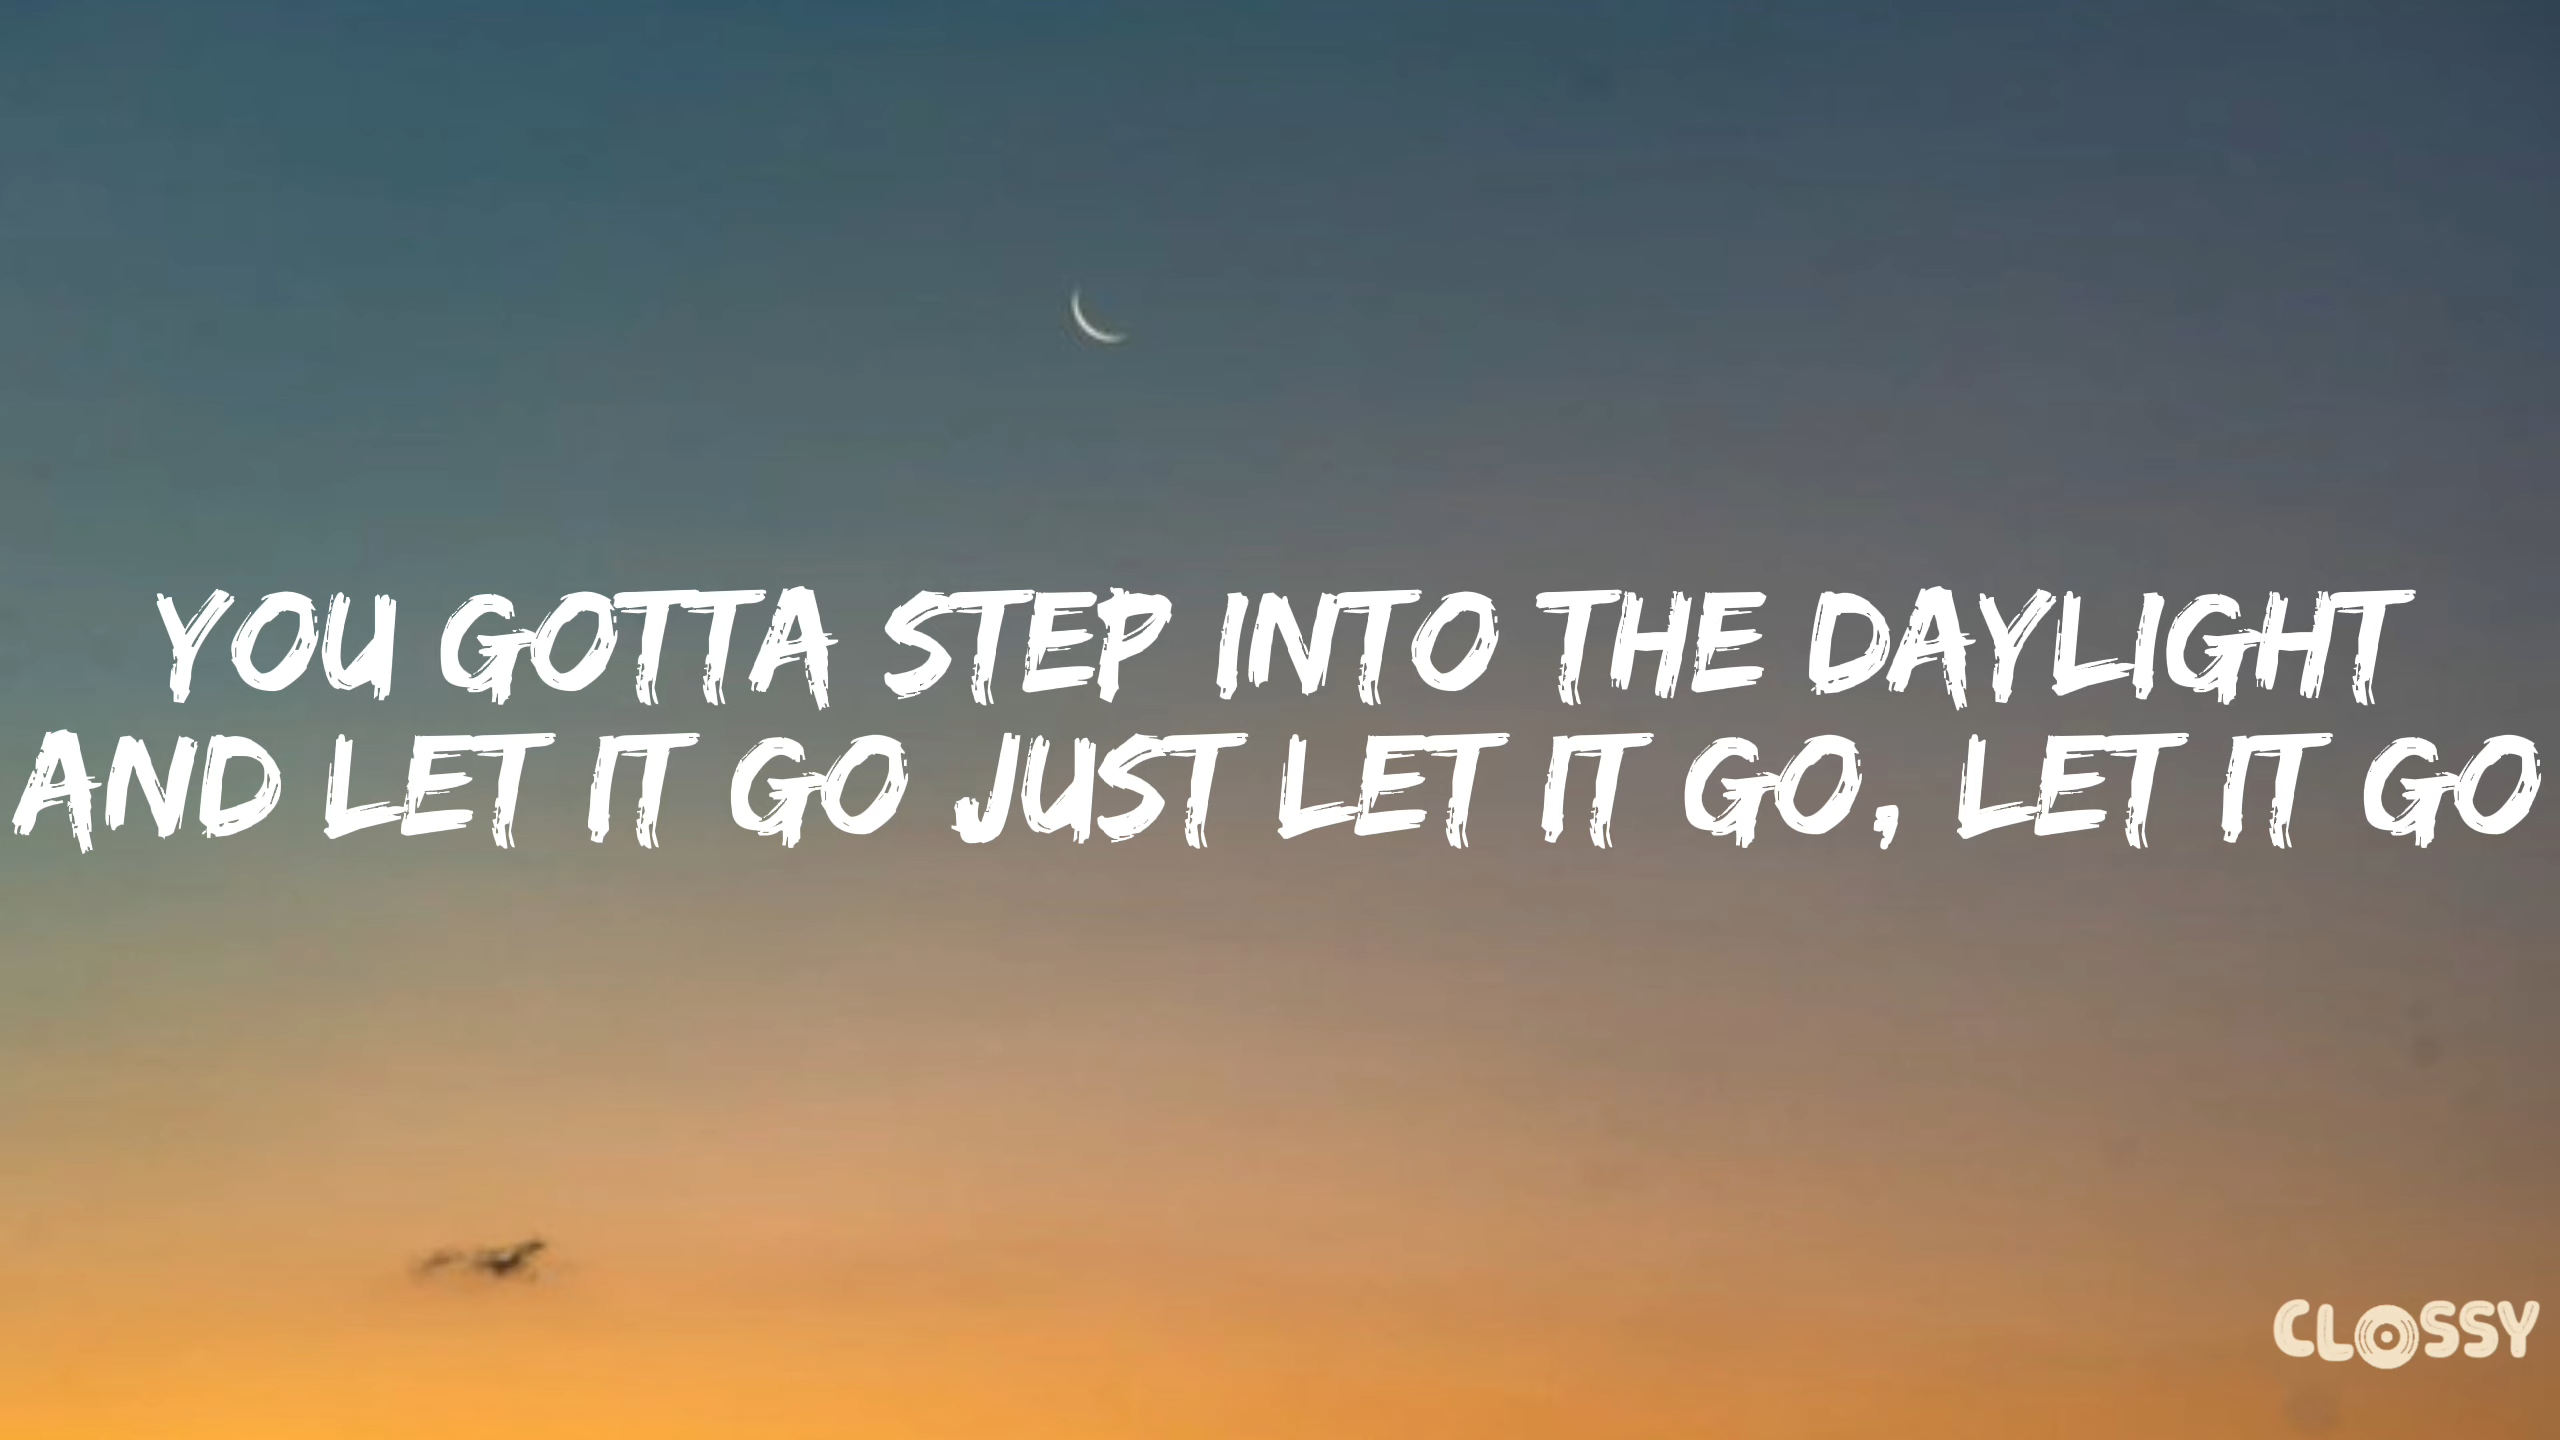 YOU GOTTA STEP INTO THE DAYLIGHT
AND LET IT GO JUST LET IT GO, LET IT GO
CLOSSY